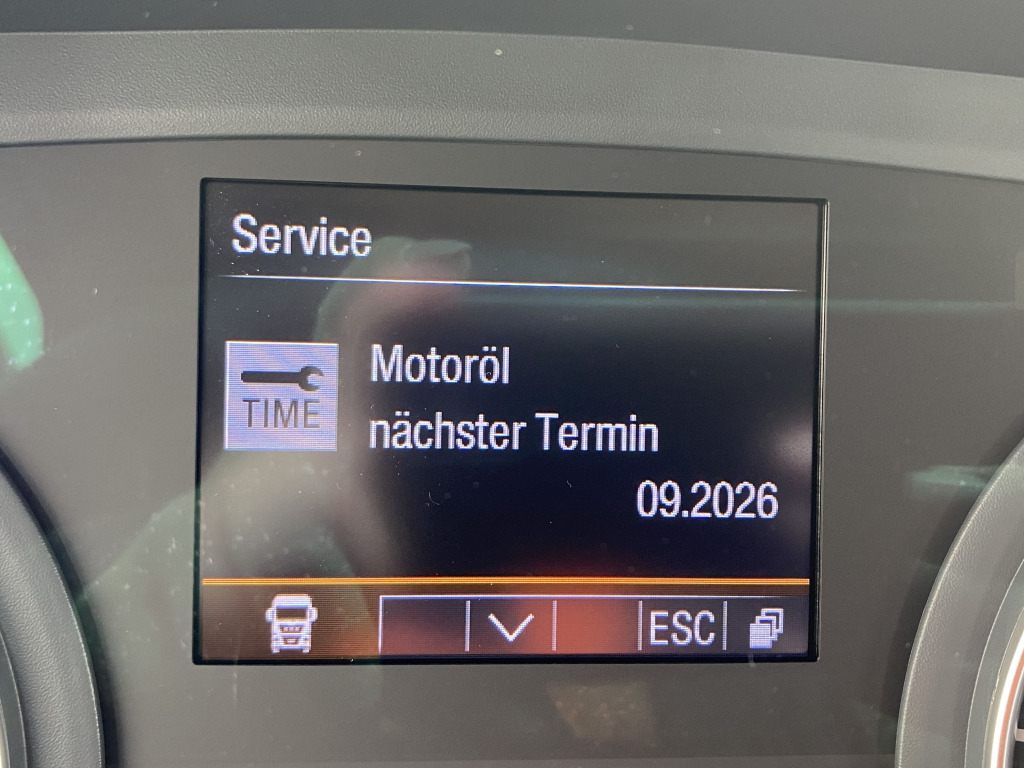 Service
TIME
Motoröl
nächster Termin
09.2026
ESC